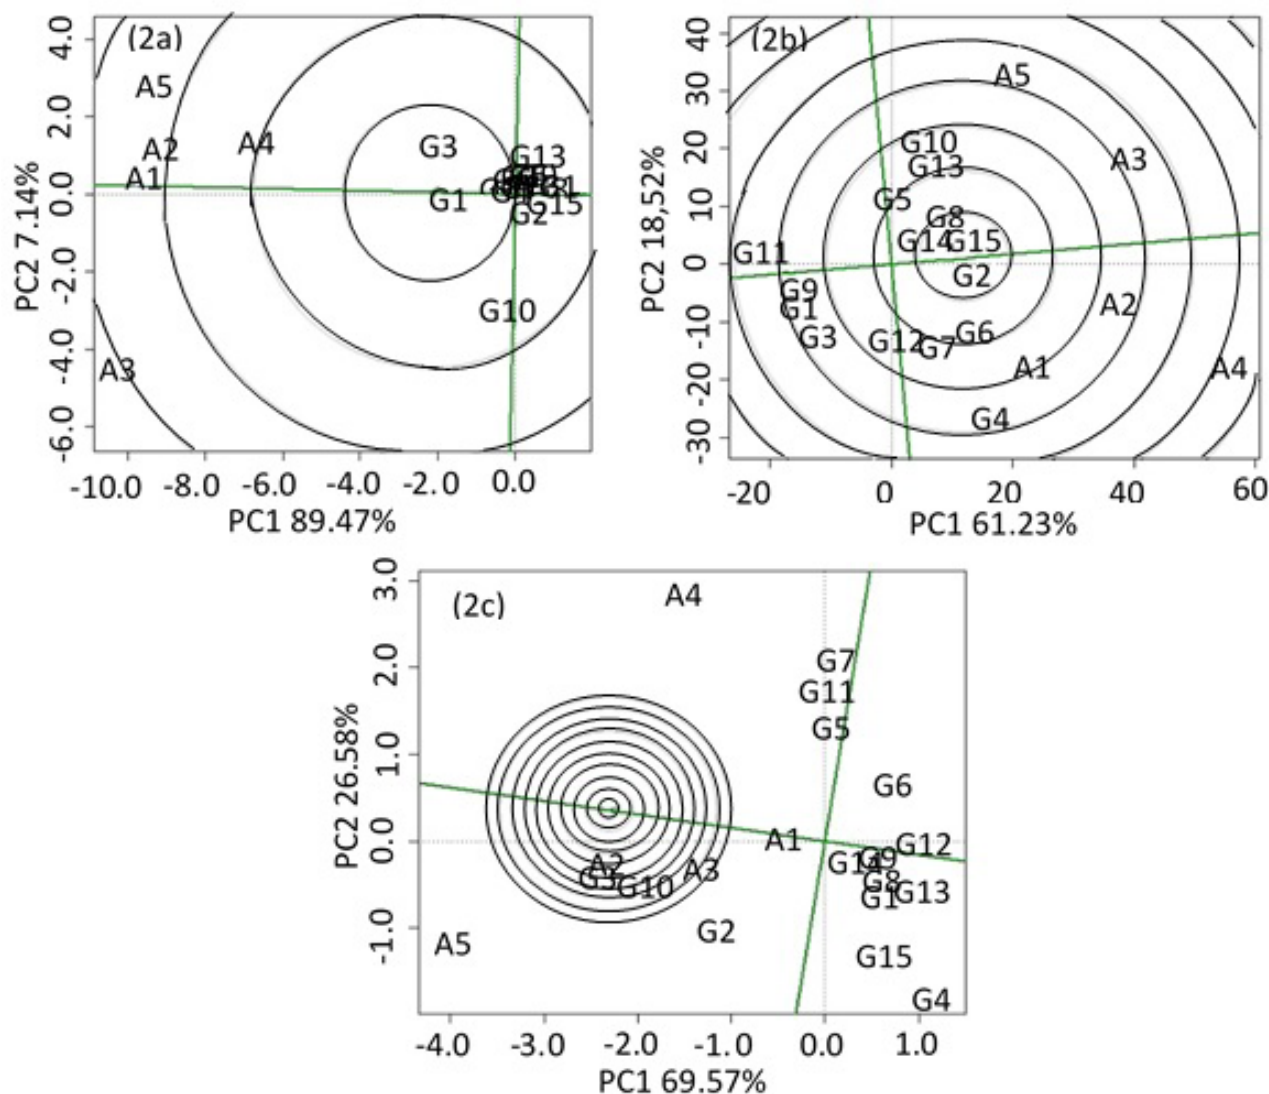 (2a)
4.0
2.0
0.0
-2.0
-4.0
-6.0
PC2 7.14%
A5
A2
A1
A4
A3
G3
G1
G13
G15
G2
G10
-10.0 -8.0 -6.0 -4.0 -2.0 0.0
PC1 89.47%
(2b)
40
30
20
10
0
-10
-20
-30
PC2 18,52%
A5
G10
G13
A3
G5
G8
G14 G15
G11
G2
G9
G1
A2
G3
G12
G7
G6
A1
A4
G4
-20 0 20 40 60
PC1 61.23%
(2c)
3.0
2.0
1.0
0.0
-1.0
PC2 26.58%
A4
G7
G11
G5
G6
A1
G12
A2
G3
G10
A3
G14
G9
G8
G1
G13
G2
A5
G15
G4
-4.0 -3.0 -2.0 -1.0 0.0 1.0
PC1 69.57%